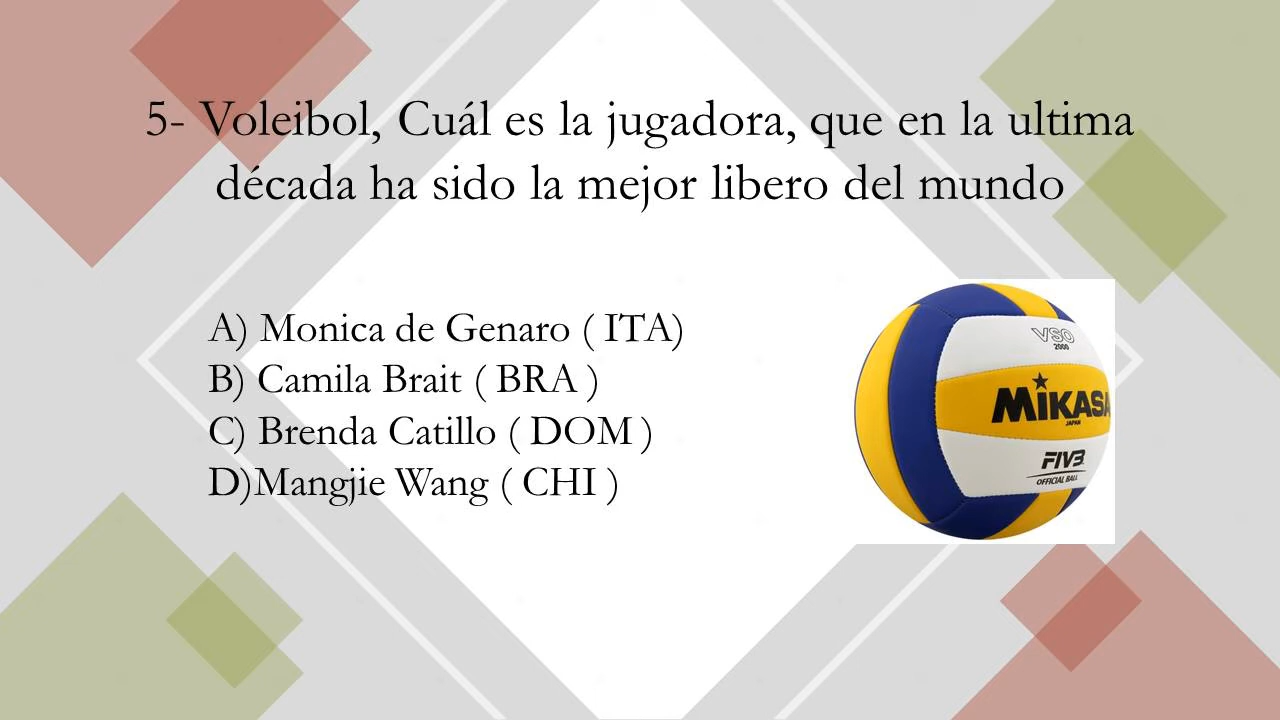 5- Voleibol, Cuál es la jugadora, que en la ultima
década ha sido la mejor libero del mundo
A) Monica de Genaro ( ITA)
B) Camila Brait ( BRA )
C) Brenda Catillo ( DOM )
D)Mangjie Wang ( CHI )
VSO
2000
MIKASA
JAPAN
FIVB
OFFICIAL BALL